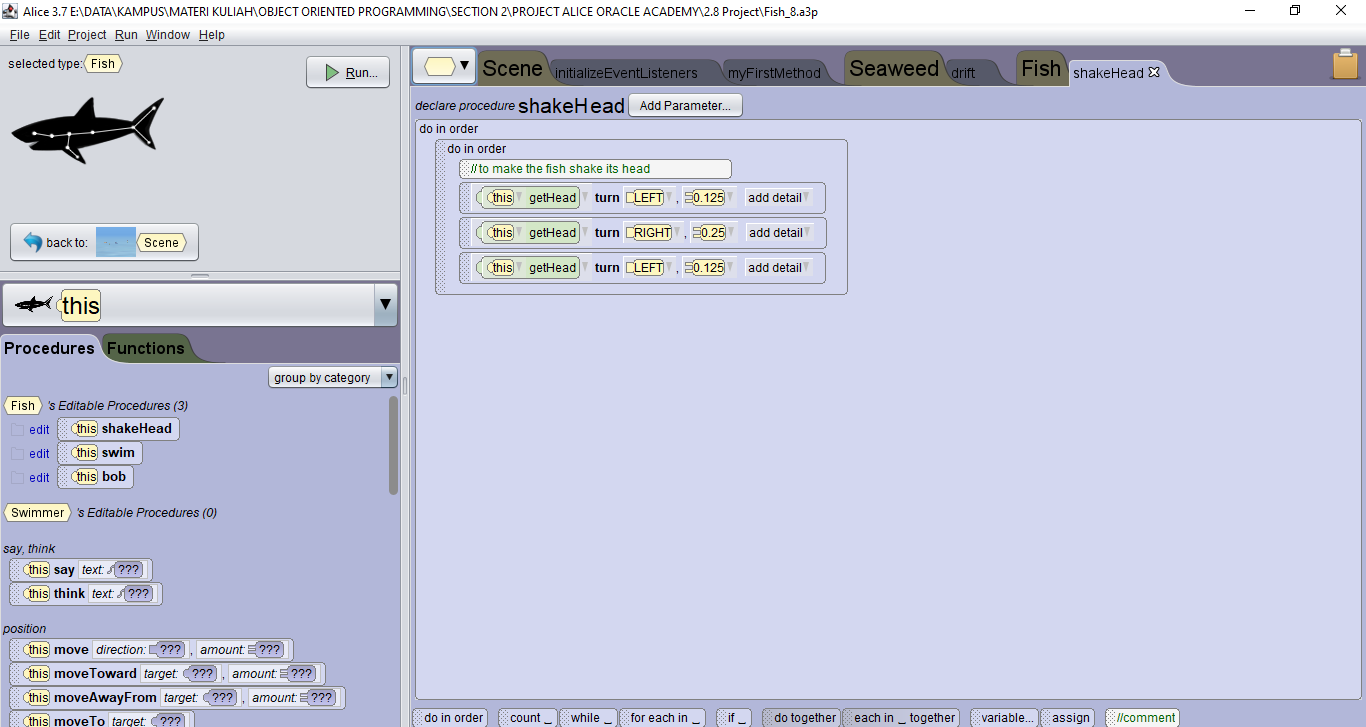 Alice 3.7 E:\DATA\KAMPUS\MATERI KULIAH\OBJECT ORIENTED PROGRAMMING\SECTION 2\PROJECT ALICE ORACLE ACADEMY\2.8 Project\Fish_8.a3p
File Edit Project Run Window Help
selected type: Fish
Run...
back to: Scene
this
Procedures Functions
group by category
Fish 's Editable Procedures (3)
edit this shakeHead
edit this swim
edit this bob
Swimmer 's Editable Procedures (0)
say, think
this say text: ???
this think text: ???
position
this move direction: ??? , amount: ???
this moveToward target: ??? , amount: ???
this moveAwayFrom target: ??? , amount: ???
this moveTo target: ???
Scene initializeEventListeners myFirstMethod Seaweed drift Fish shakeHead
declare procedure shakeHead Add Parameter...
do in order
do in order
// to make the fish shake its head
this getHead turn LEFT , 0.125 add detail
this getHead turn RIGHT , 0.25 add detail
this getHead turn LEFT , 0.125 add detail
do in order count _ while _ for each in _ if _ do together each in _ together variable... assign //comment